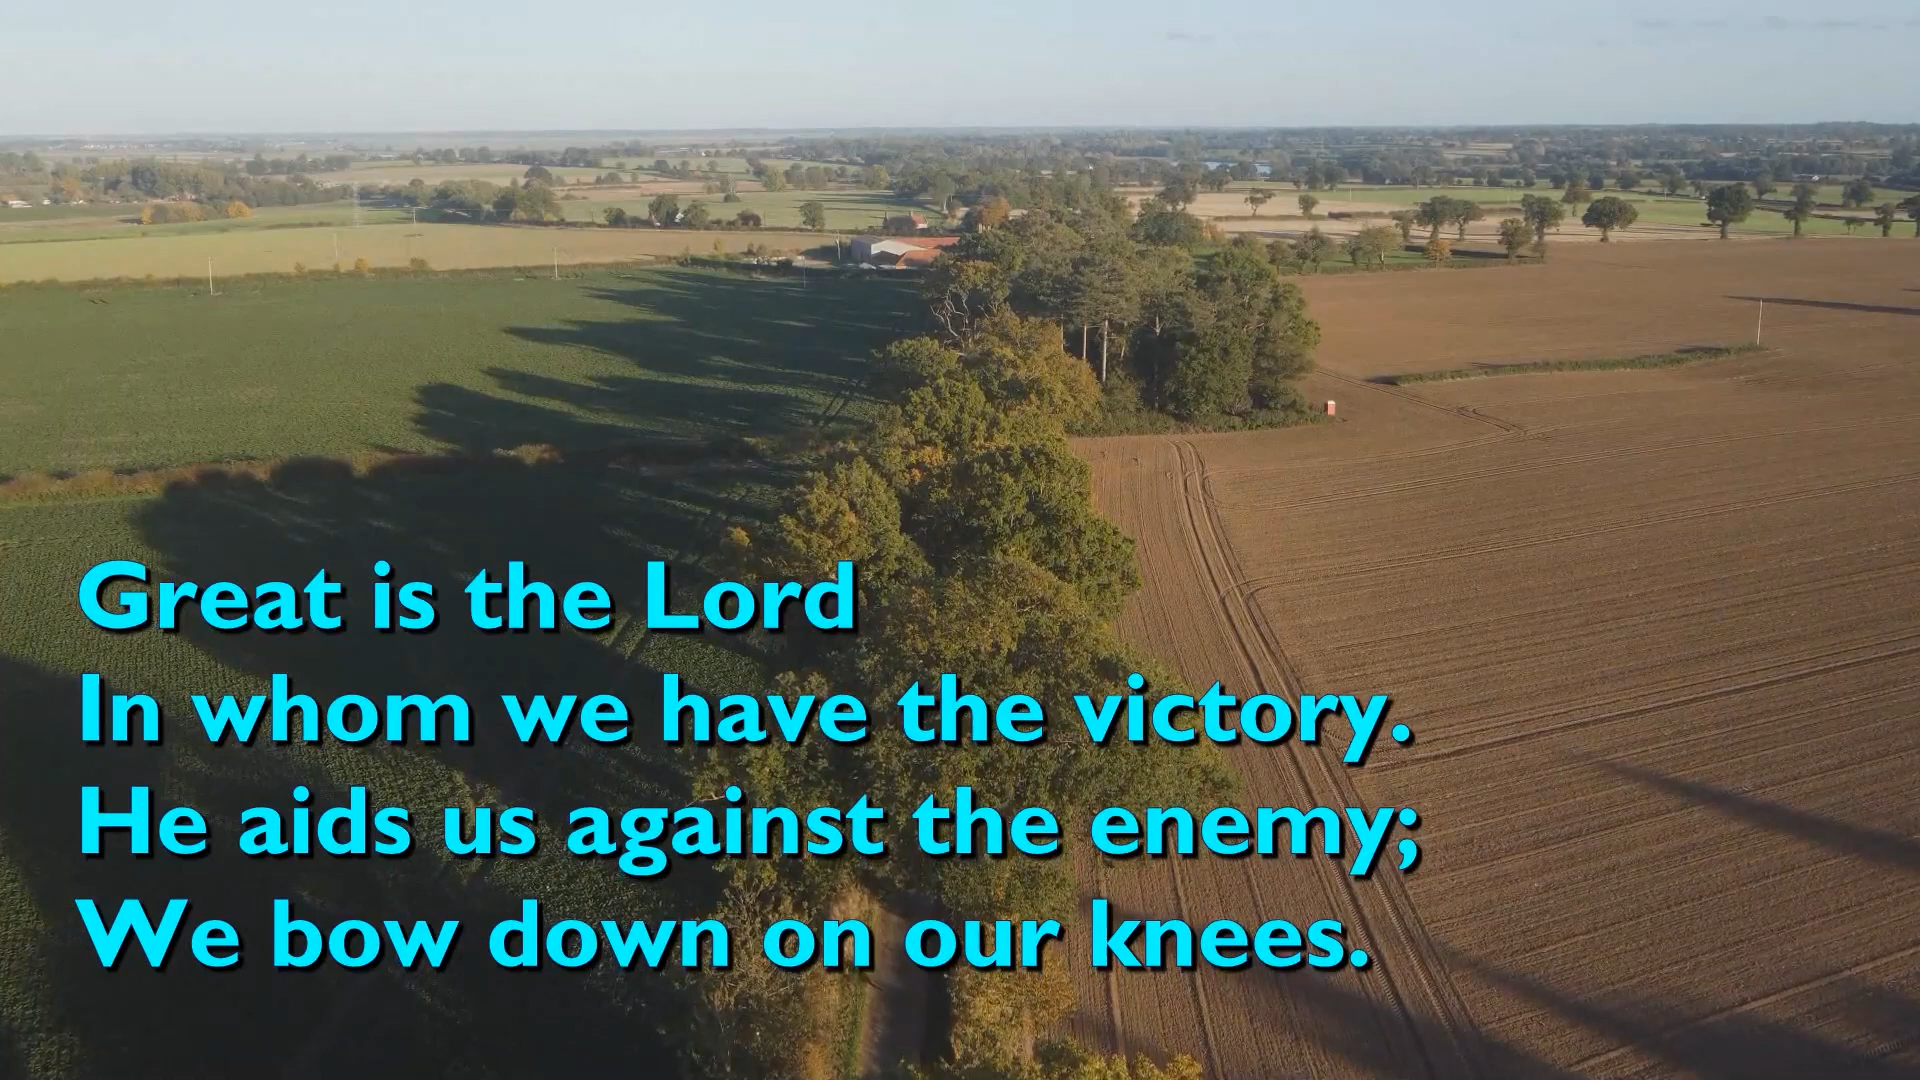 Great is the Lord
In whom we have the victory.
He aids us against the enemy;
We bow down on our knees.